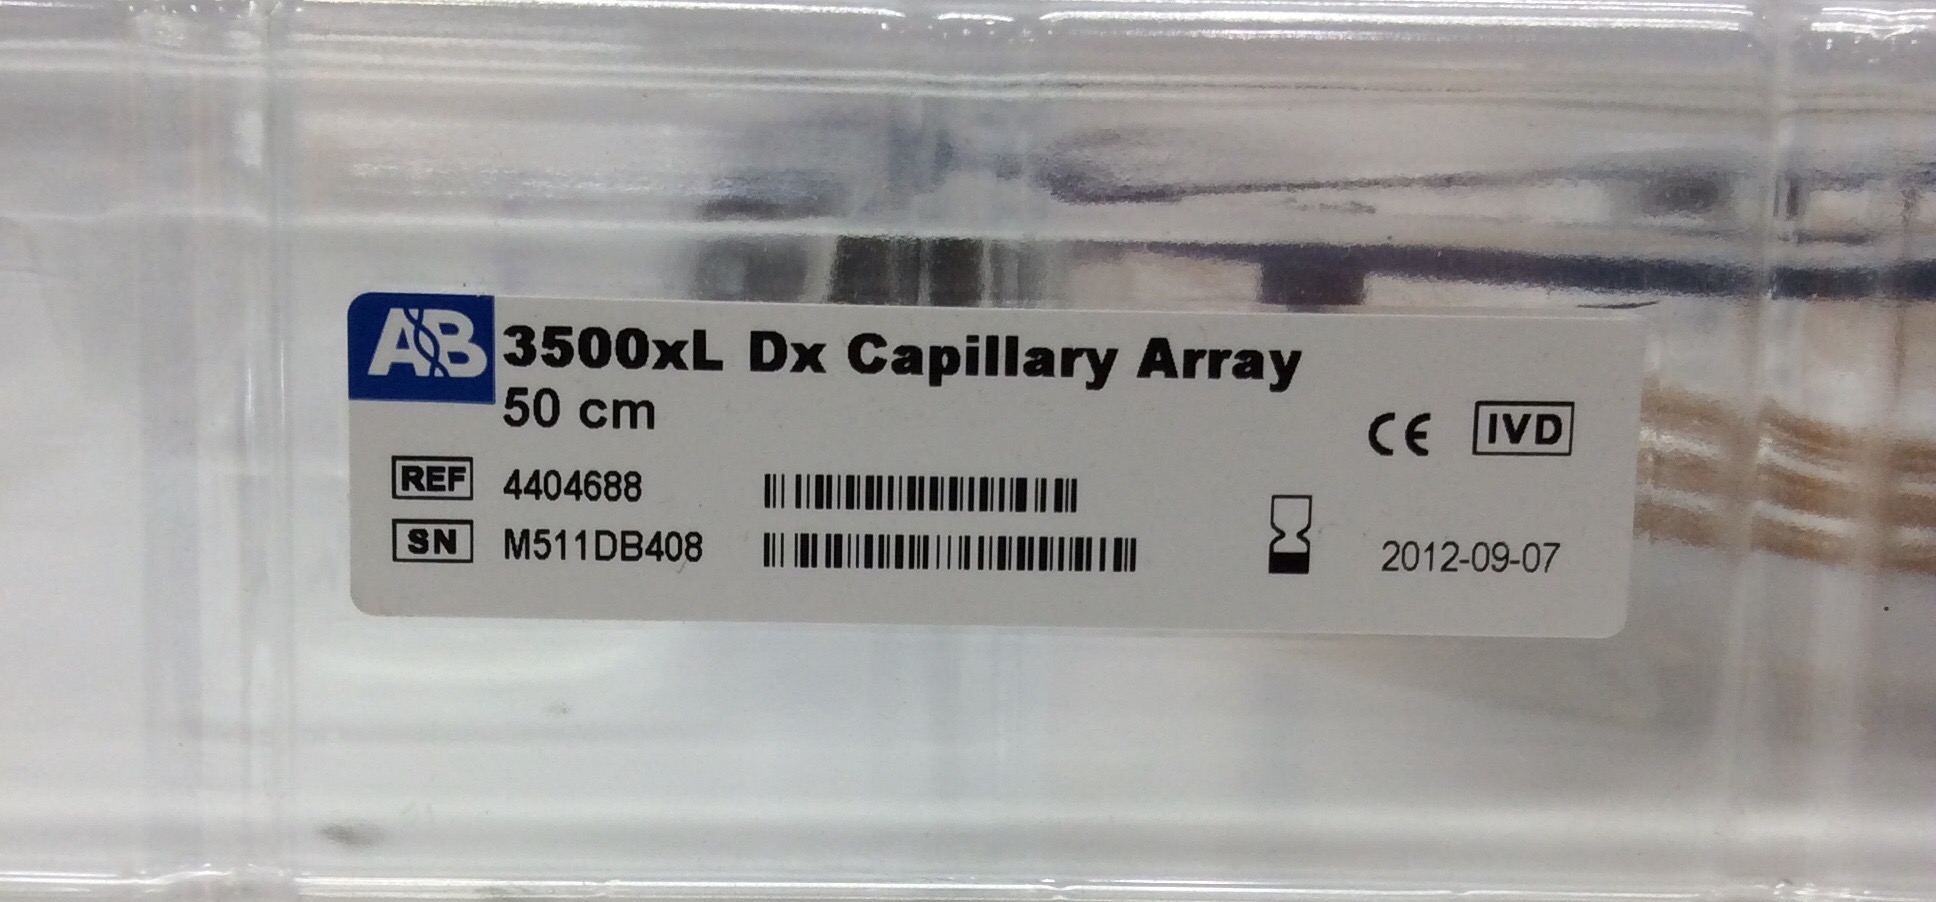 AB 3500xL Dx Capillary Array
50 cm
CE IVD
REF 4404688
SN M511DB408 2012-09-07